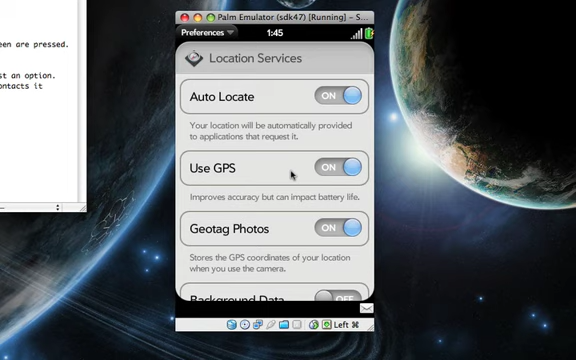 Palm Emulator (sdk47) [Running] – S...
Preferences
1:45
een are pressed.
st an option.
ontacts it
Location Services
Auto Locate
ON
Your location will be automatically provided
to applications that request it.
Use GPS
ON
Improves accuracy but can impact battery life.
Geotag Photos
ON
Stores the GPS coordinates of your location
when you use the camera.
Background Data
OFF
Left ⌘